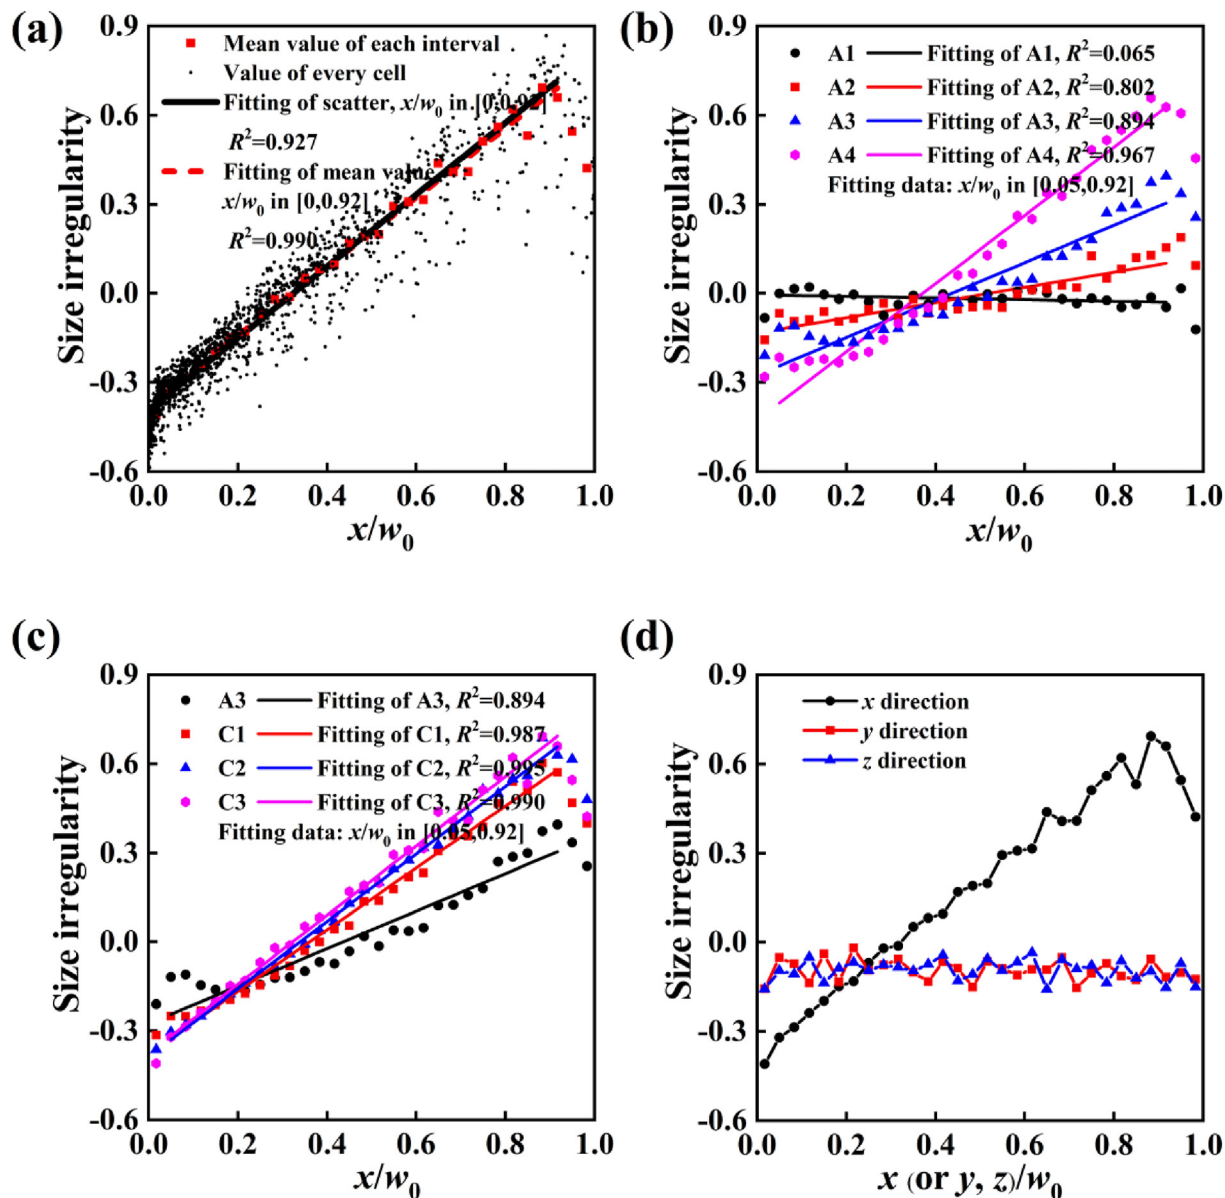 (a)
0.9
0.6
0.3
0.0
-0.3
-0.6
Size irregularity
Mean value of each interval
Value of every cell
Fitting of scatter, x/w₀ in [0,0.92]
R²=0.927
Fitting of mean value
x/w₀ in [0,0.92]
R²=0.990
0.0 0.2 0.4 0.6 0.8 1.0
x/w₀
(b)
0.9
0.6
0.3
0.0
-0.3
-0.6
Size irregularity
A1 Fitting of A1, R²=0.065
A2 Fitting of A2, R²=0.802
A3 Fitting of A3, R²=0.894
A4 Fitting of A4, R²=0.967
Fitting data: x/w₀ in [0.05,0.92]
0.0 0.2 0.4 0.6 0.8 1.0
x/w₀
(c)
0.9
0.6
0.3
0.0
-0.3
-0.6
Size irregularity
A3 Fitting of A3, R²=0.894
C1 Fitting of C1, R²=0.987
C2 Fitting of C2, R²=0.995
C3 Fitting of C3, R²=0.990
Fitting data: x/w₀ in [0.05,0.92]
0.0 0.2 0.4 0.6 0.8 1.0
x/w₀
(d)
0.9
0.6
0.3
0.0
-0.3
-0.6
Size irregularity
x direction
y direction
z direction
0.0 0.2 0.4 0.6 0.8 1.0
x (or y, z)/w₀